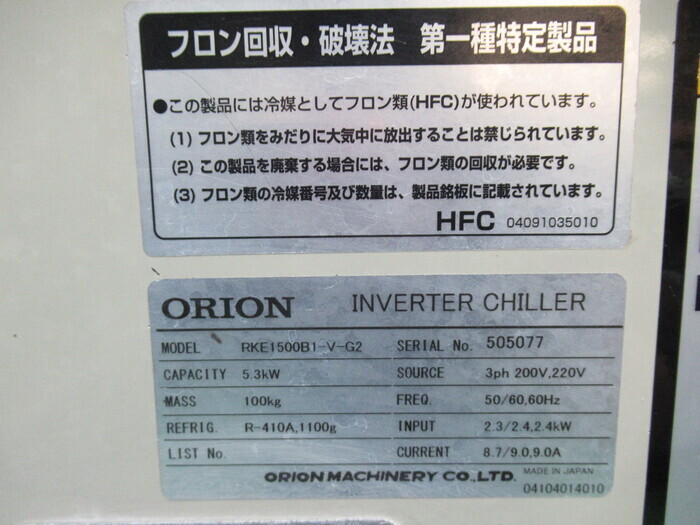 フロン回収・破壊法 第一種特定製品
●この製品には冷媒としてフロン類(HFC)が使われています。
(1) フロン類をみだりに大気中に放出することは禁じられています。
(2) この製品を廃棄する場合には、フロン類の回収が必要です。
(3) フロン類の冷媒番号及び数量は、製品銘板に記載されています。
HFC 04091035010
ORION INVERTER CHILLER
MODEL RKE1500B1-V-G2 SERIAL No. 505077
CAPACITY 5.3kW SOURCE 3ph 200V,220V
MASS 100kg FREQ. 50/60,60Hz
REFRIG. R-410A,1100g INPUT 2.3/2.4,2.4kW
LIST No. CURRENT 8.7/9.0,9.0A
ORION MACHINERY CO.,LTD. MADE IN JAPAN
04104014010